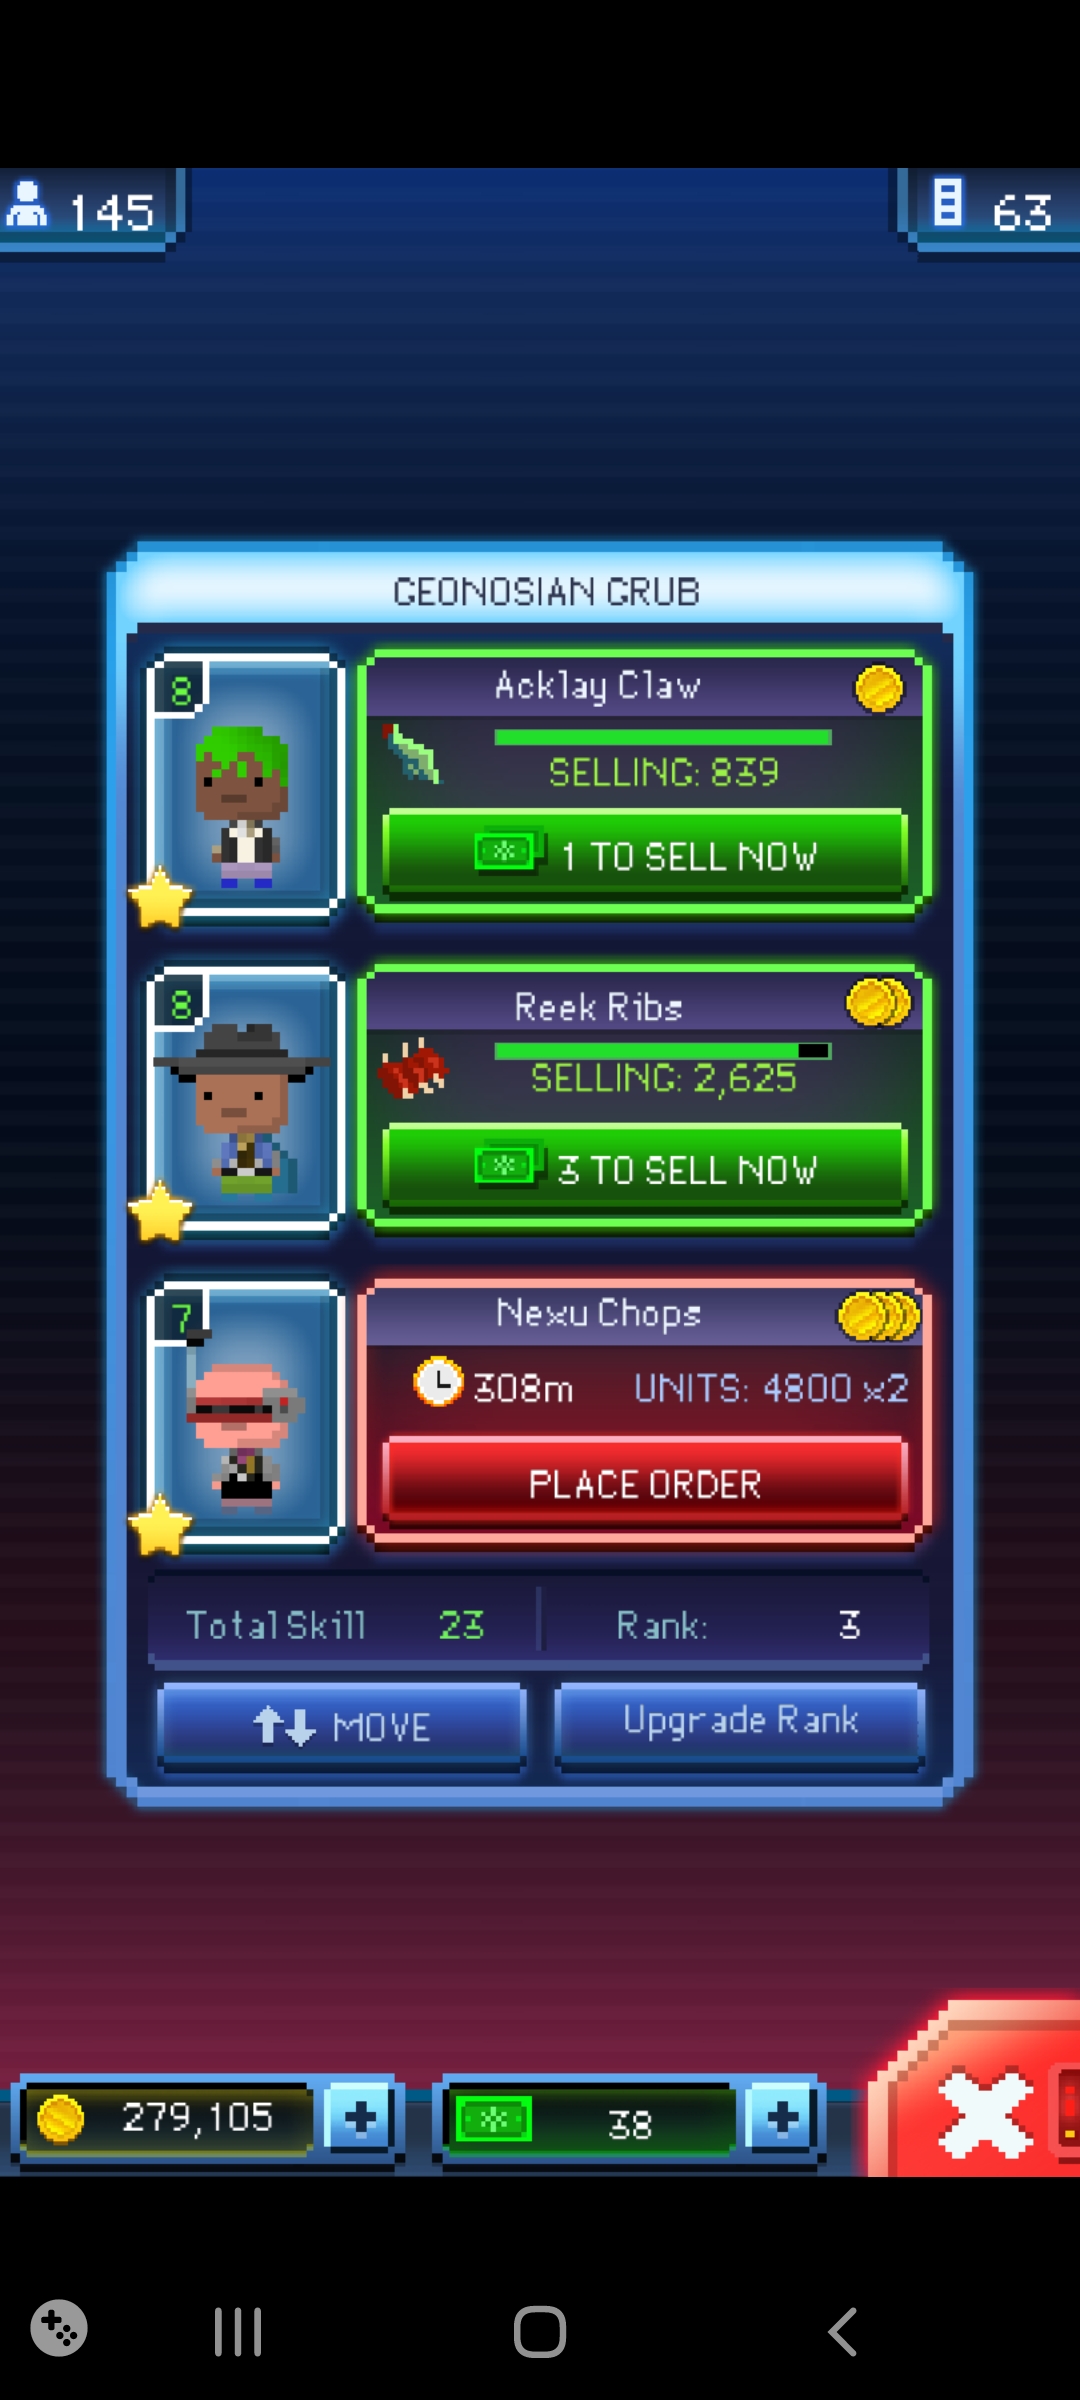 145
63
GEONOSIAN GRUB
8
Acklay Claw
SELLING: 839
1 TO SELL NOW
8
Reek Ribs
SELLING: 2,625
3 TO SELL NOW
7
Nexu Chops
308m UNITS: 4800 x2
PLACE ORDER
Total Skill 23 Rank: 3
MOVE Upgrade Rank
279,105 + 38 +